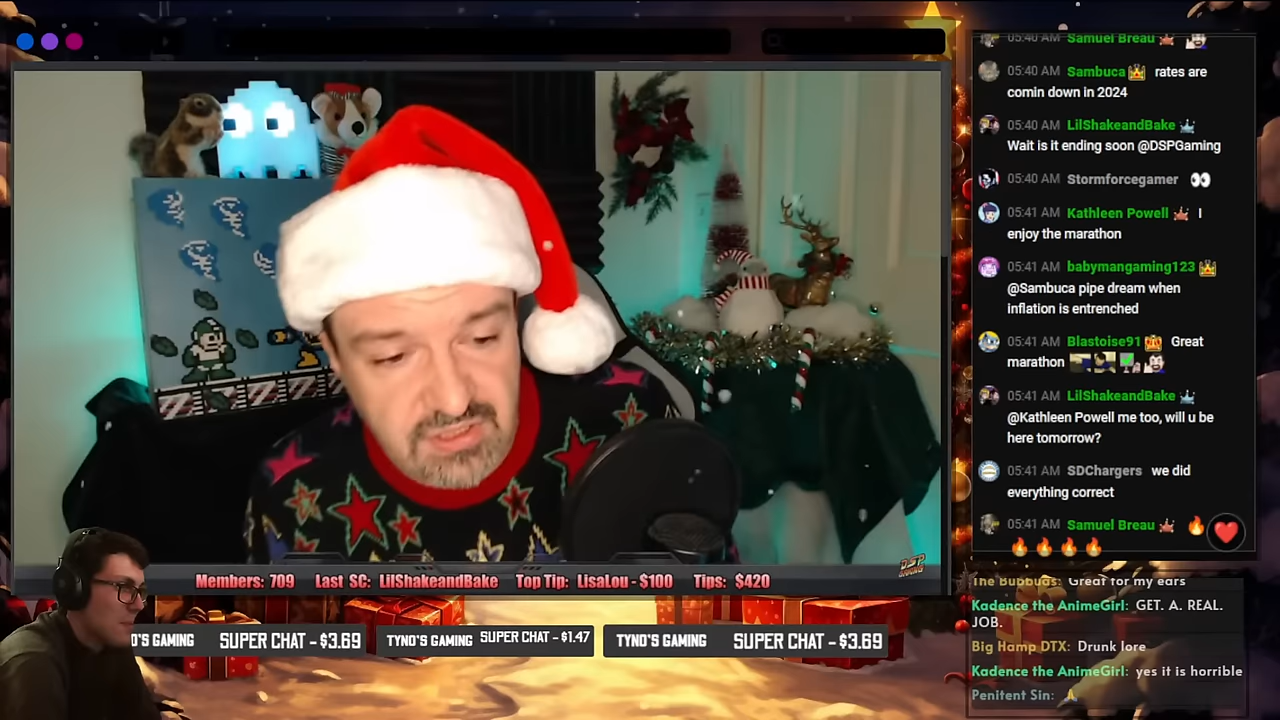 05:40 AM Samuel Breau
05:40 AM Sambuca rates are
comin down in 2024
05:40 AM LilShakeandBake
Wait is it ending soon @DSPGaming
05:40 AM Stormforcegamer
05:41 AM Kathleen Powell I
enjoy the marathon
05:41 AM babymangaming123
@Sambuca pipe dream when
inflation is entrenched
05:41 AM Blastoise91 Great
marathon
05:41 AM LilShakeandBake
@Kathleen Powell me too, will u be
here tomorrow?
05:41 AM SDChargers we did
everything correct
05:41 AM Samuel Breau
DSP
GAMING
Members: 709 Last SC: LilShakeandBake Top Tip: LisaLou - $100 Tips: $420
O'S GAMING SUPER CHAT - $3.69 TYNO'S GAMING SUPER CHAT - $1.47 TYNO'S GAMING SUPER CHAT - $3.69
The Bubbuds: Great for my ears
Kadence the AnimeGirl: GET. A. REAL.
JOB.
Big Hamp DTX: Drunk lore
Kadence the AnimeGirl: yes it is horrible
Penitent Sin: